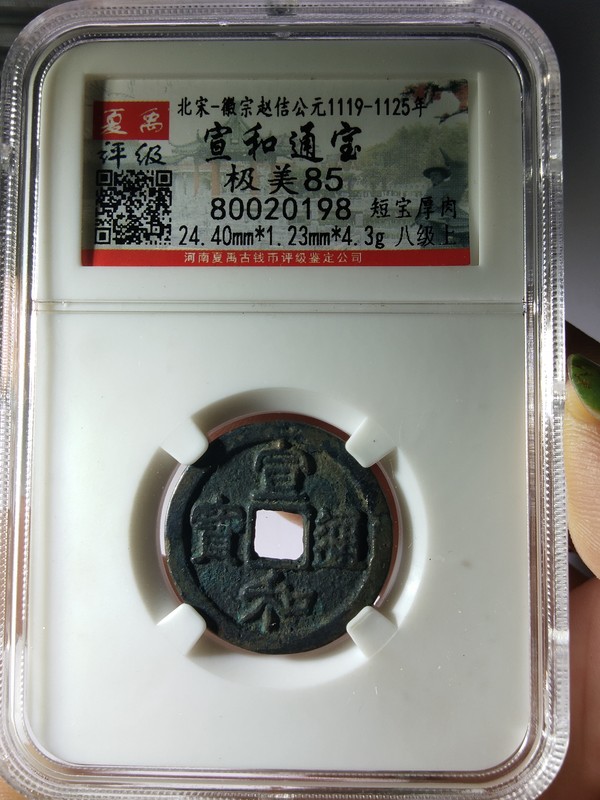 夏禹
评级
北宋-徽宗赵佶公元1119-1125年
宣和通宝
极美85
80020198 短宝厚肉
24.40mm*1.23mm*4.3g 八级上
河南夏禹古钱币评级鉴定公司
宣和通寶